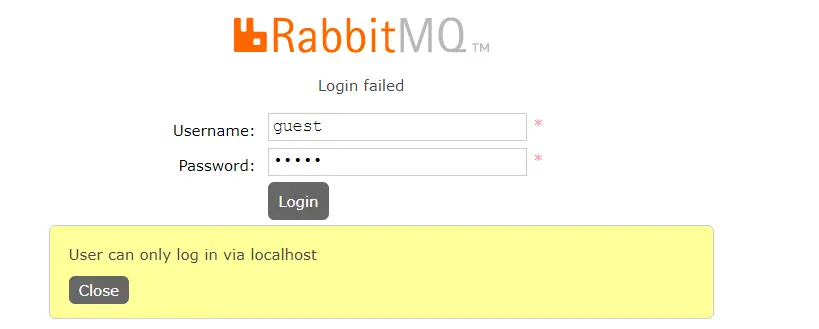 RabbitMQ™
Login failed
Username: guest *
Password: ••••• *
Login
User can only log in via localhost
Close